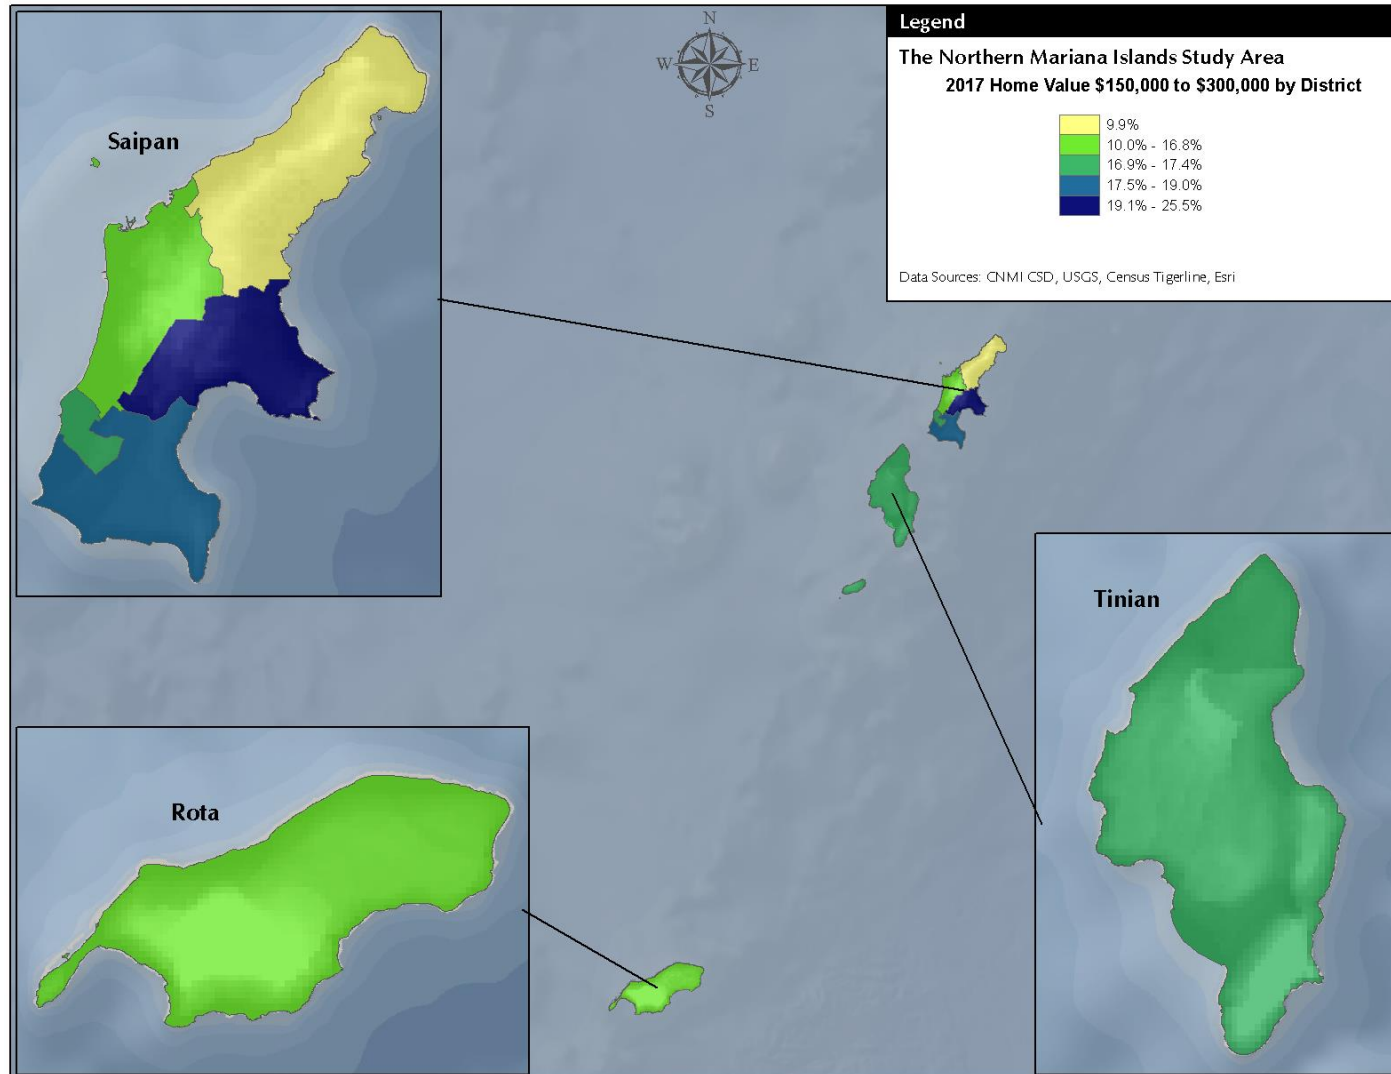 Legend
The Northern Mariana Islands Study Area
2017 Home Value $150,000 to $300,000 by District
9.9%
10.0% - 16.8%
16.9% - 17.4%
17.5% - 19.0%
19.1% - 25.5%
Data Sources: CNMI CSD, USGS, Census Tigerline, Esri
N
W E
S
Saipan
Tinian
Rota